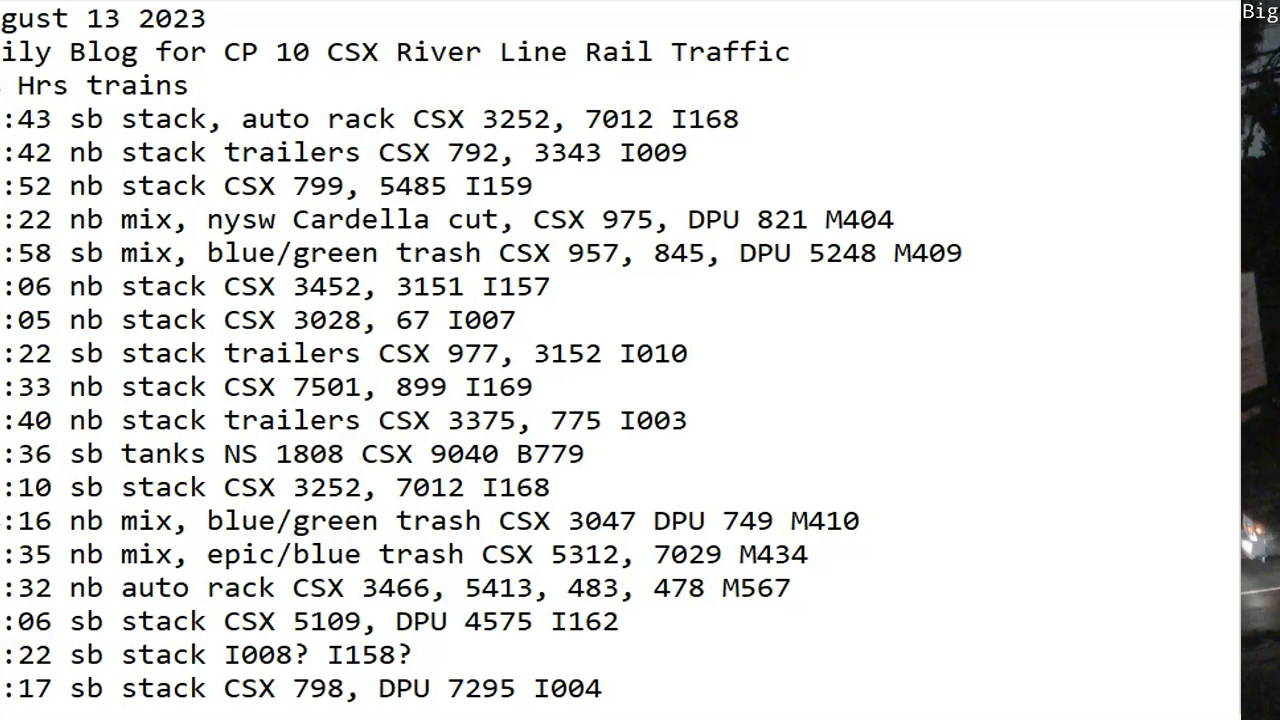 gust 13 2023
ily Blog for CP 10 CSX River Line Rail Traffic
Hrs trains
:43 sb stack, auto rack CSX 3252, 7012 I168
:42 nb stack trailers CSX 792, 3343 I009
:52 nb stack CSX 799, 5485 I159
:22 nb mix, nysw Cardella cut, CSX 975, DPU 821 M404
:58 sb mix, blue/green trash CSX 957, 845, DPU 5248 M409
:06 nb stack CSX 3452, 3151 I157
:05 nb stack CSX 3028, 67 I007
:22 sb stack trailers CSX 977, 3152 I010
:33 nb stack CSX 7501, 899 I169
:40 nb stack trailers CSX 3375, 775 I003
:36 sb tanks NS 1808 CSX 9040 B779
:10 sb stack CSX 3252, 7012 I168
:16 nb mix, blue/green trash CSX 3047 DPU 749 M410
:35 nb mix, epic/blue trash CSX 5312, 7029 M434
:32 nb auto rack CSX 3466, 5413, 483, 478 M567
:06 sb stack CSX 5109, DPU 4575 I162
:22 sb stack I008? I158?
:17 sb stack CSX 798, DPU 7295 I004
Big